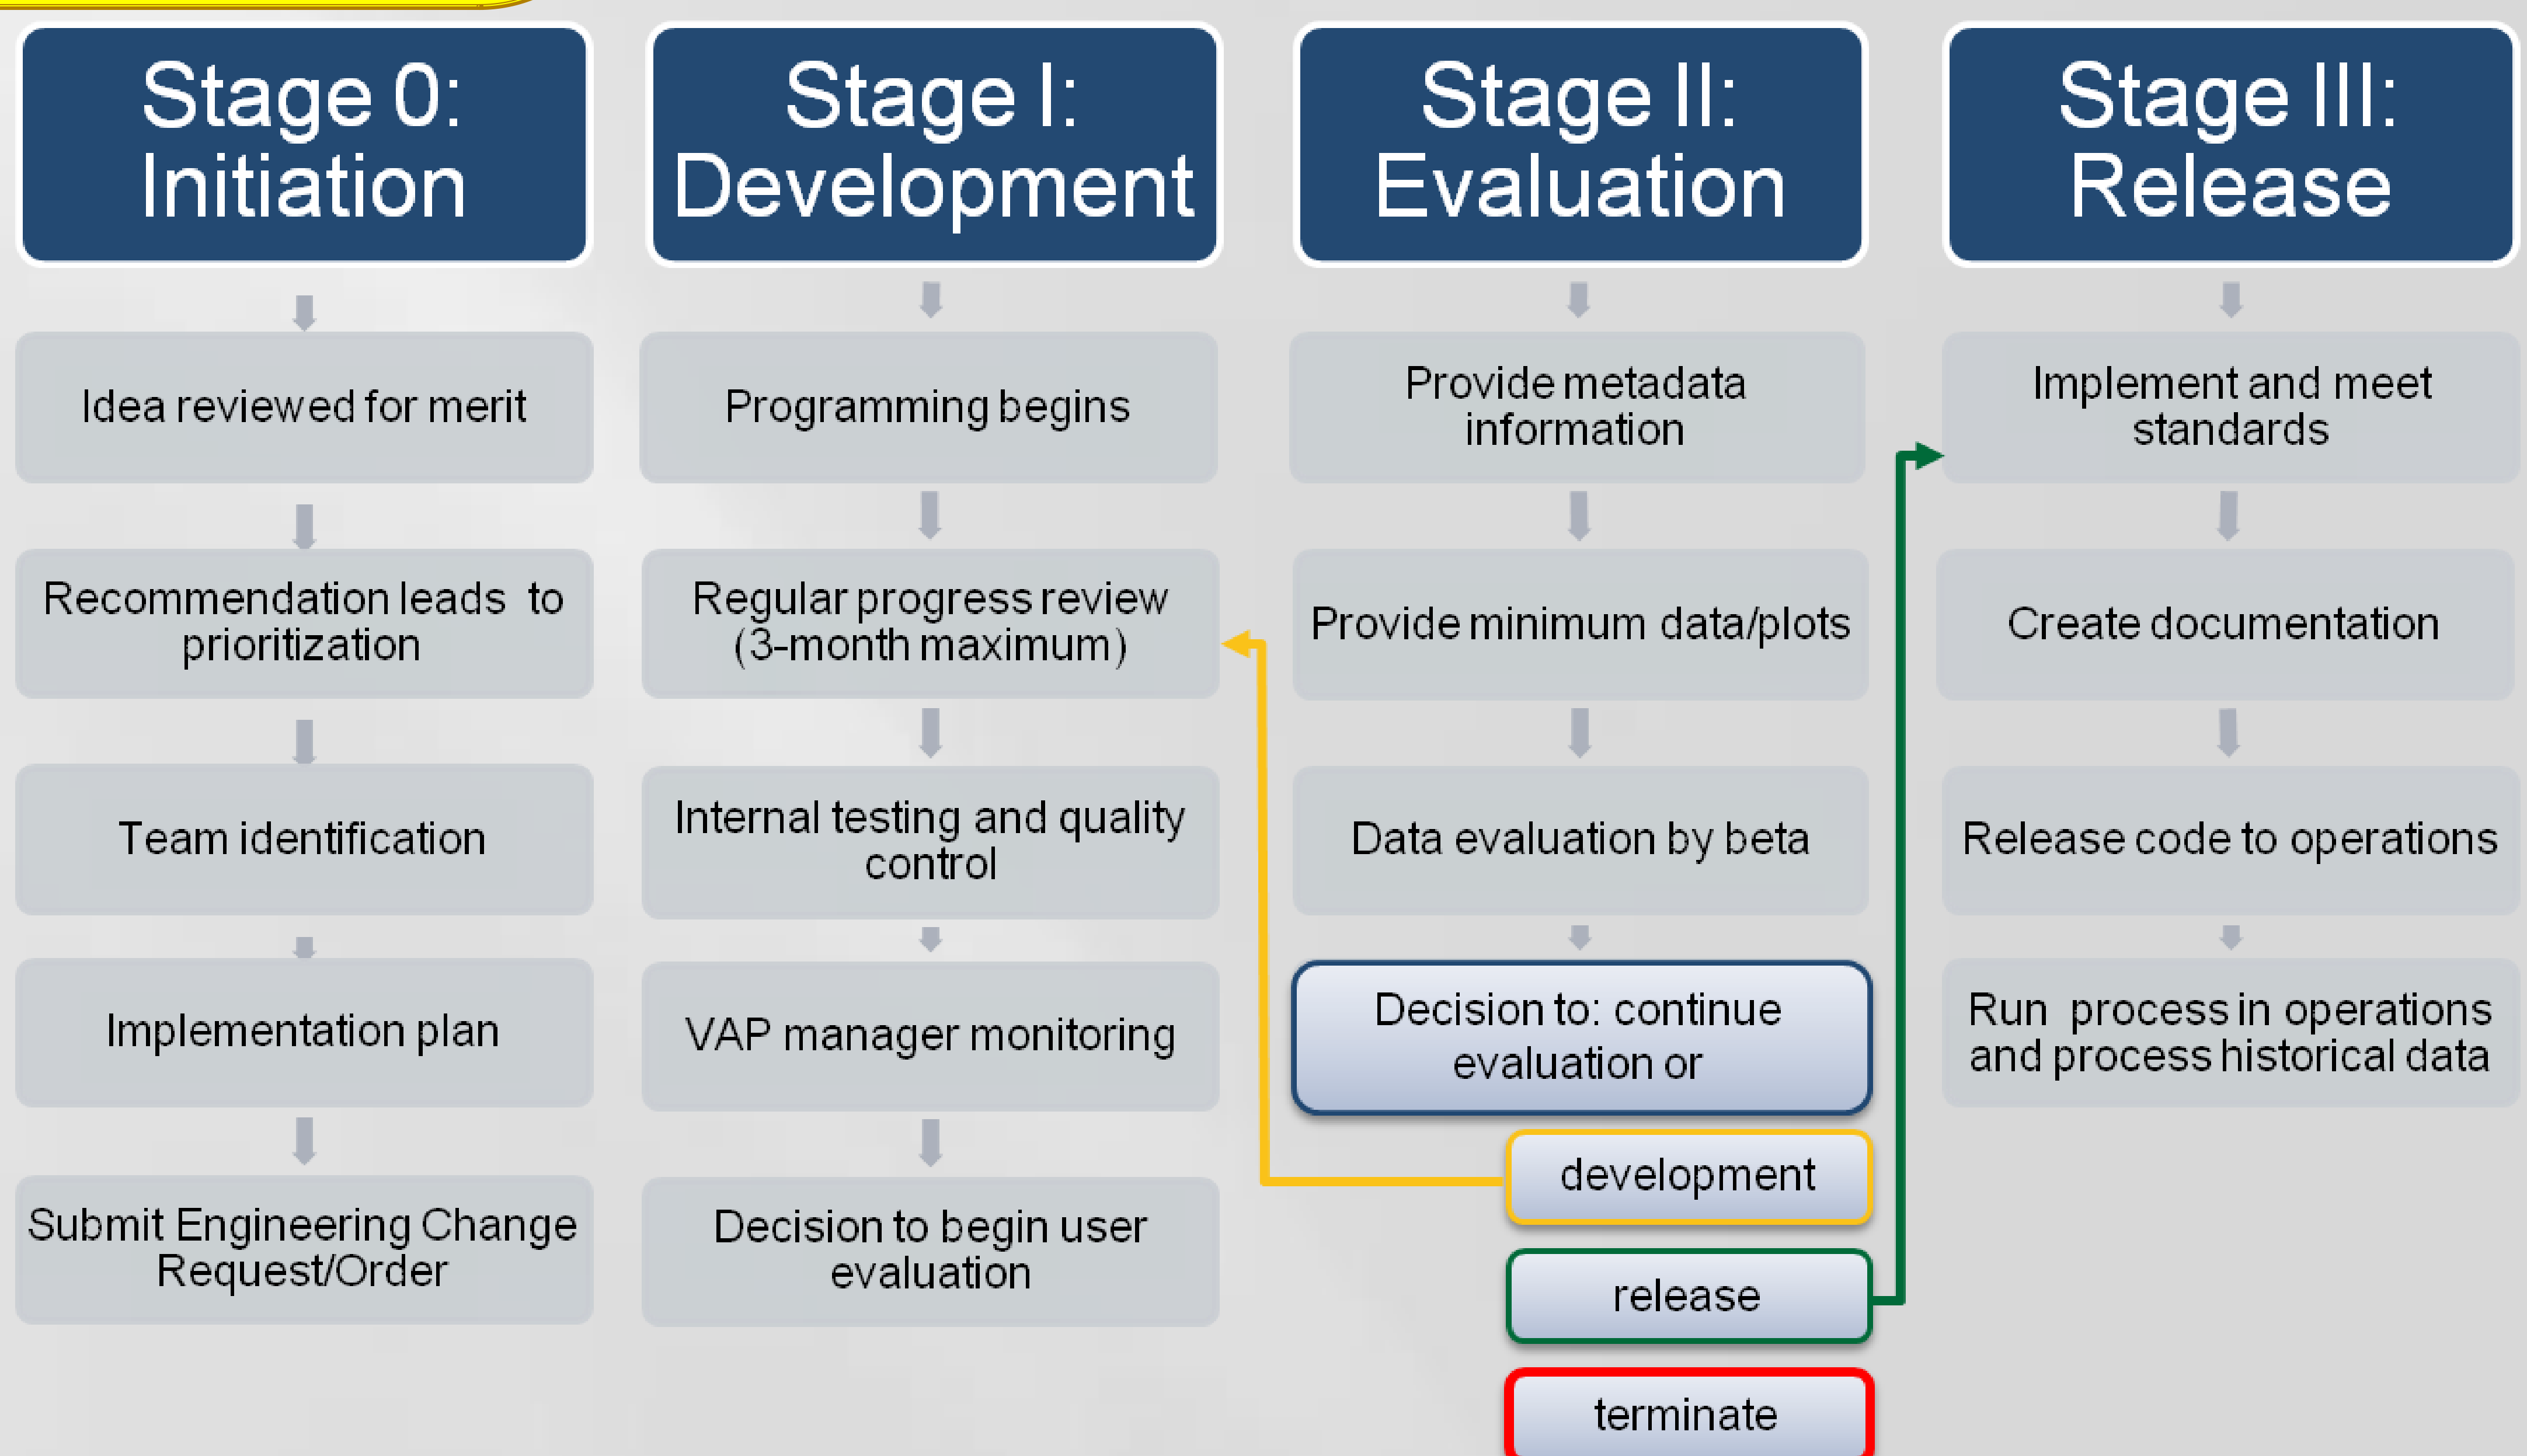 Stage 0:
Initiation
Idea reviewed for merit
Recommendation leads to
prioritization
Team identification
Implementation plan
Submit Engineering Change
Request/Order
Stage I:
Development
Programming begins
Regular progress review
(3-month maximum)
Internal testing and quality
control
VAP manager monitoring
Decision to begin user
evaluation
Stage II:
Evaluation
Provide metadata
information
Provide minimum data/plots
Data evaluation by beta
Decision to: continue
evaluation or
development
release
terminate
Stage III:
Release
Implement and meet
standards
Create documentation
Release code to operations
Run process in operations
and process historical data